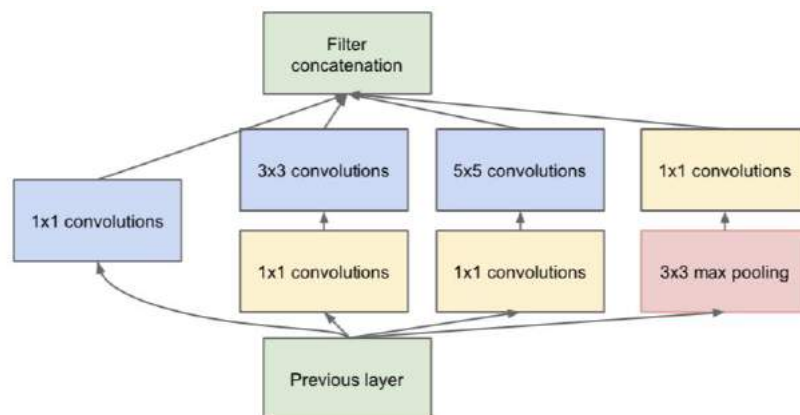 Filter
concatenation
3x3 convolutions
5x5 convolutions
1x1 convolutions
1x1 convolutions
1x1 convolutions
1x1 convolutions
3x3 max pooling
Previous layer